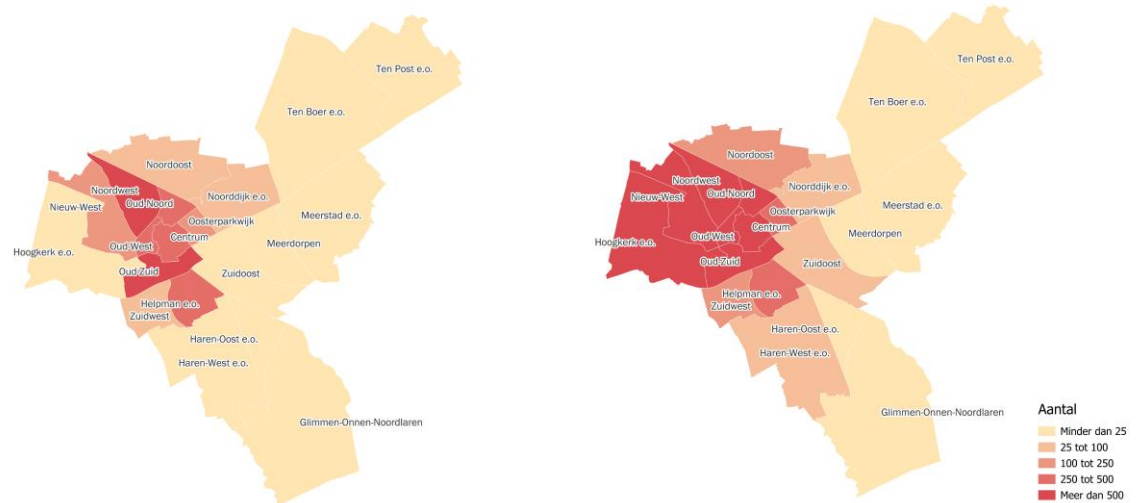 Ten Post e.o.
Ten Boer e.o.
Noordoost
Noordwest
Noorddijk e.o.
Oud-Noord
Nieuw-West
Meerstad e.o.
Oosterparkwijk
Centrum
Oud-West
Meerdorpen
Hoogkerk e.o.
Oud-Zuid
Zuidoost
Helpman e.o.
Zuidwest
Haren-Oost e.o.
Haren-West e.o.
Glimmen-Onnen-Noordlaren
Ten Post e.o.
Ten Boer e.o.
Noordoost
Noordwest
Noorddijk e.o.
Oud-Noord
Nieuw-West
Meerstad e.o.
Oosterparkwijk
Centrum
Oud-West
Meerdorpen
Hoogkerk e.o.
Oud-Zuid
Zuidoost
Helpman e.o.
Zuidwest
Haren-Oost e.o.
Haren-West e.o.
Glimmen-Onnen-Noordlaren
Aantal
Minder dan 25
25 tot 100
100 tot 250
250 tot 500
Meer dan 500